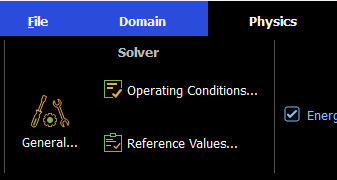 File Domain Physics
Solver
Operating Conditions...
General...
Reference Values...